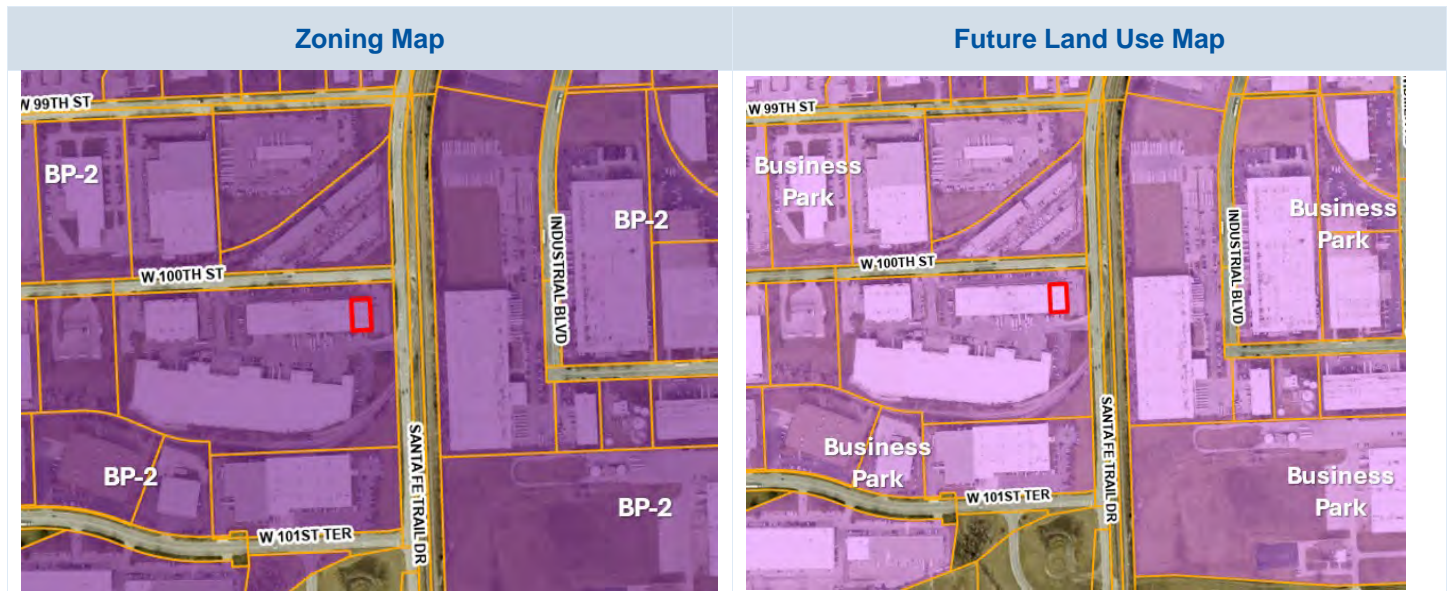 Zoning Map
W 99TH ST
BP-2
BP-2
INDUSTRIAL BLVD
W 100TH ST
SANTA FE TRAIL DR
BP-2
BP-2
W 101ST TER
Future Land Use Map
W 99TH ST
Business
Park
Business
Park
INDUSTRIAL BLVD
W 100TH ST
SANTA FE TRAIL DR
Business
Park
Business
Park
W 101ST TER